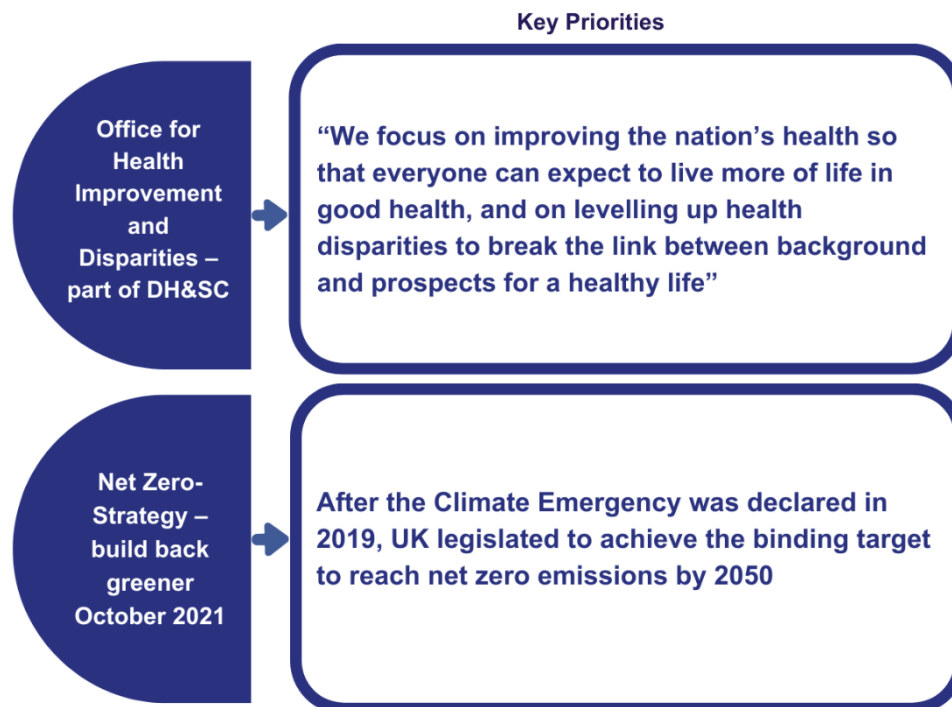 Key Priorities
Office for
Health
Improvement
and
Disparities –
part of DH&SC
“We focus on improving the nation’s health so
that everyone can expect to live more of life in
good health, and on levelling up health
disparities to break the link between background
and prospects for a healthy life”
Net Zero-
Strategy –
build back
greener
October 2021
After the Climate Emergency was declared in
2019, UK legislated to achieve the binding target
to reach net zero emissions by 2050